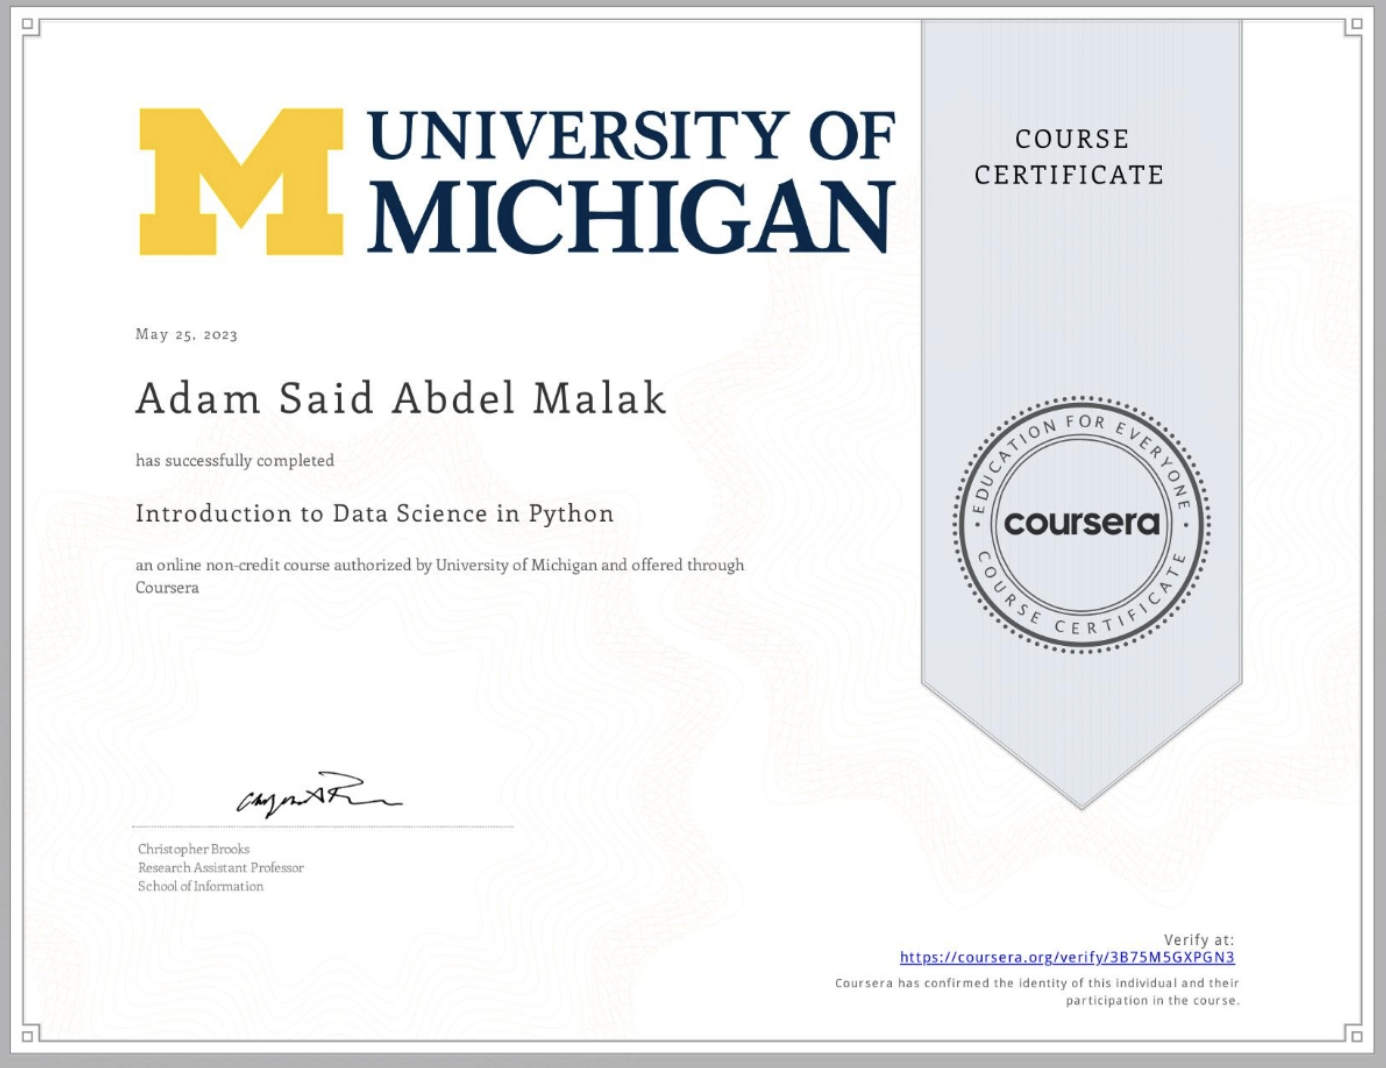 UNIVERSITY OF
MICHIGAN
COURSE
CERTIFICATE
May 25, 2023
Adam Said Abdel Malak
has successfully completed
Introduction to Data Science in Python
an online non-credit course authorized by University of Michigan and offered through
Coursera
EDUCATION FOR EVERYONE
coursera
COURSE CERTIFICATE
Christopher Brooks
Research Assistant Professor
School of Information
Verify at:
https://coursera.org/verify/3B75M5GXPGN3
Coursera has confirmed the identity of this individual and their
participation in the course.